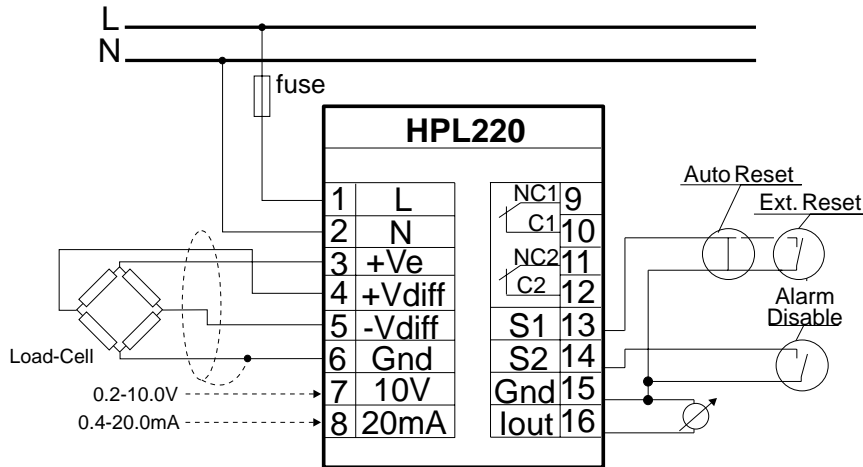 L
N
fuse
HPL220
1 L
2 N
3 +Ve
4 +Vdiff
5 -Vdiff
6 Gnd
7 10V
8 20mA
NC1 9
C1 10
NC2 11
C2 12
S1 13
S2 14
Gnd 15
Iout 16
Load-Cell
0.2-10.0V
0.4-20.0mA
Auto Reset
Ext. Reset
Alarm
Disable